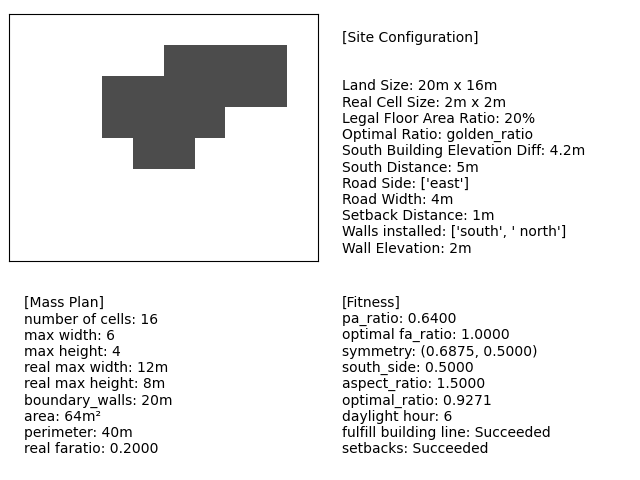 [Site Configuration]
Land Size: 20m x 16m
Real Cell Size: 2m x 2m
Legal Floor Area Ratio: 20%
Optimal Ratio: golden_ratio
South Building Elevation Diff: 4.2m
South Distance: 5m
Road Side: ['east']
Road Width: 4m
Setback Distance: 1m
Walls installed: ['south', ' north']
Wall Elevation: 2m
[Mass Plan]
number of cells: 16
max width: 6
max height: 4
real max width: 12m
real max height: 8m
boundary_walls: 20m
area: 64m²
perimeter: 40m
real faratio: 0.2000
[Fitness]
pa_ratio: 0.6400
optimal fa_ratio: 1.0000
symmetry: (0.6875, 0.5000)
south_side: 0.5000
aspect_ratio: 1.5000
optimal_ratio: 0.9271
daylight hour: 6
fulfill building line: Succeeded
setbacks: Succeeded